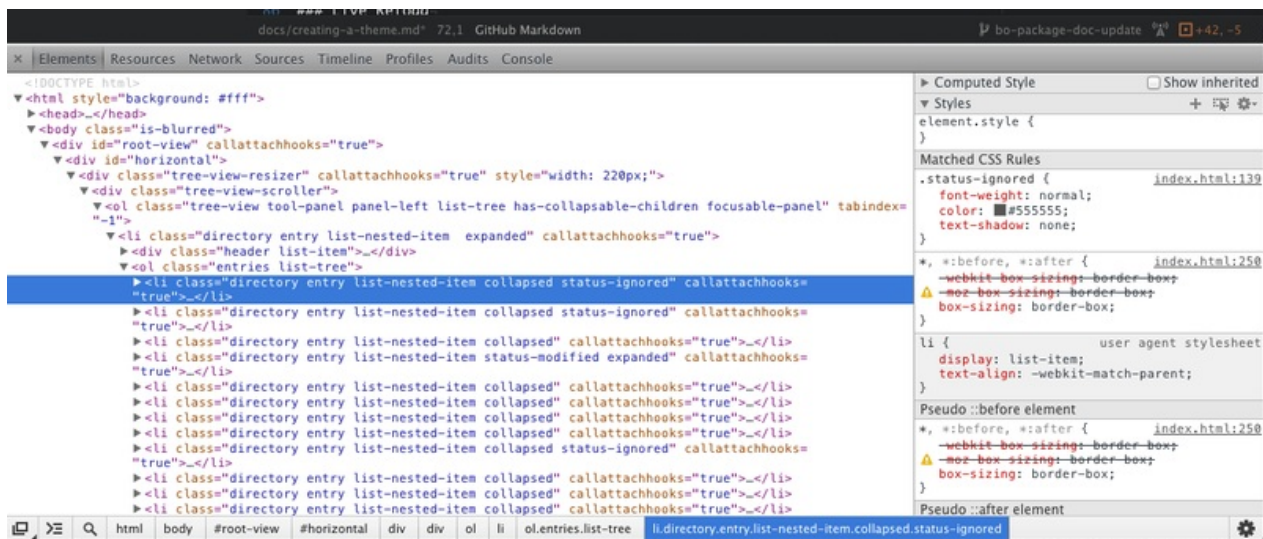 ### Live Reload
docs/creating-a-theme.md* 72,1 GitHub Markdown bo-package-doc-update +42, -5
× Elements Resources Network Sources Timeline Profiles Audits Console
<!DOCTYPE html>
▼<html style="background: #fff">
▶<head>…</head>
▼<body class="is-blurred">
▼<div id="root-view" callattachhooks="true">
▼<div id="horizontal">
▼<div class="tree-view-resizer" callattachhooks="true" style="width: 220px;">
▼<div class="tree-view-scroller">
▼<ol class="tree-view tool-panel panel-left list-tree has-collapsable-children focusable-panel" tabindex=
"-1">
▼<li class="directory entry list-nested-item  expanded" callattachhooks="true">
▶<div class="header list-item">…</div>
▼<ol class="entries list-tree">
▶<li class="directory entry list-nested-item collapsed status-ignored" callattachhooks=
"true">…</li>
▶<li class="directory entry list-nested-item collapsed status-ignored" callattachhooks=
"true">…</li>
▶<li class="directory entry list-nested-item collapsed" callattachhooks="true">…</li>
▶<li class="directory entry list-nested-item status-modified expanded" callattachhooks=
"true">…</li>
▶<li class="directory entry list-nested-item collapsed" callattachhooks="true">…</li>
▶<li class="directory entry list-nested-item collapsed" callattachhooks="true">…</li>
▶<li class="directory entry list-nested-item collapsed" callattachhooks="true">…</li>
▶<li class="directory entry list-nested-item collapsed" callattachhooks="true">…</li>
▶<li class="directory entry list-nested-item collapsed status-ignored" callattachhooks=
"true">…</li>
▶<li class="directory entry list-nested-item collapsed" callattachhooks="true">…</li>
▶<li class="directory entry list-nested-item collapsed" callattachhooks="true">…</li>
▶<li class="directory entry list-nested-item collapsed" callattachhooks="true">…</li>
▶ Computed Style Show inherited
▼ Styles
element.style {
}
Matched CSS Rules
.status-ignored { index.html:139
font-weight: normal;
color: #555555;
text-shadow: none;
}
*, *:before, *:after { index.html:250
-webkit-box-sizing: border-box;
-moz-box-sizing: border-box;
box-sizing: border-box;
}
li { user agent stylesheet
display: list-item;
text-align: -webkit-match-parent;
}
Pseudo ::before element
*, *:before, *:after { index.html:250
-webkit-box-sizing: border-box;
-moz-box-sizing: border-box;
box-sizing: border-box;
}
Pseudo ::after element
html body #root-view #horizontal div div ol li ol.entries.list-tree li.directory.entry.list-nested-item.collapsed.status-ignored